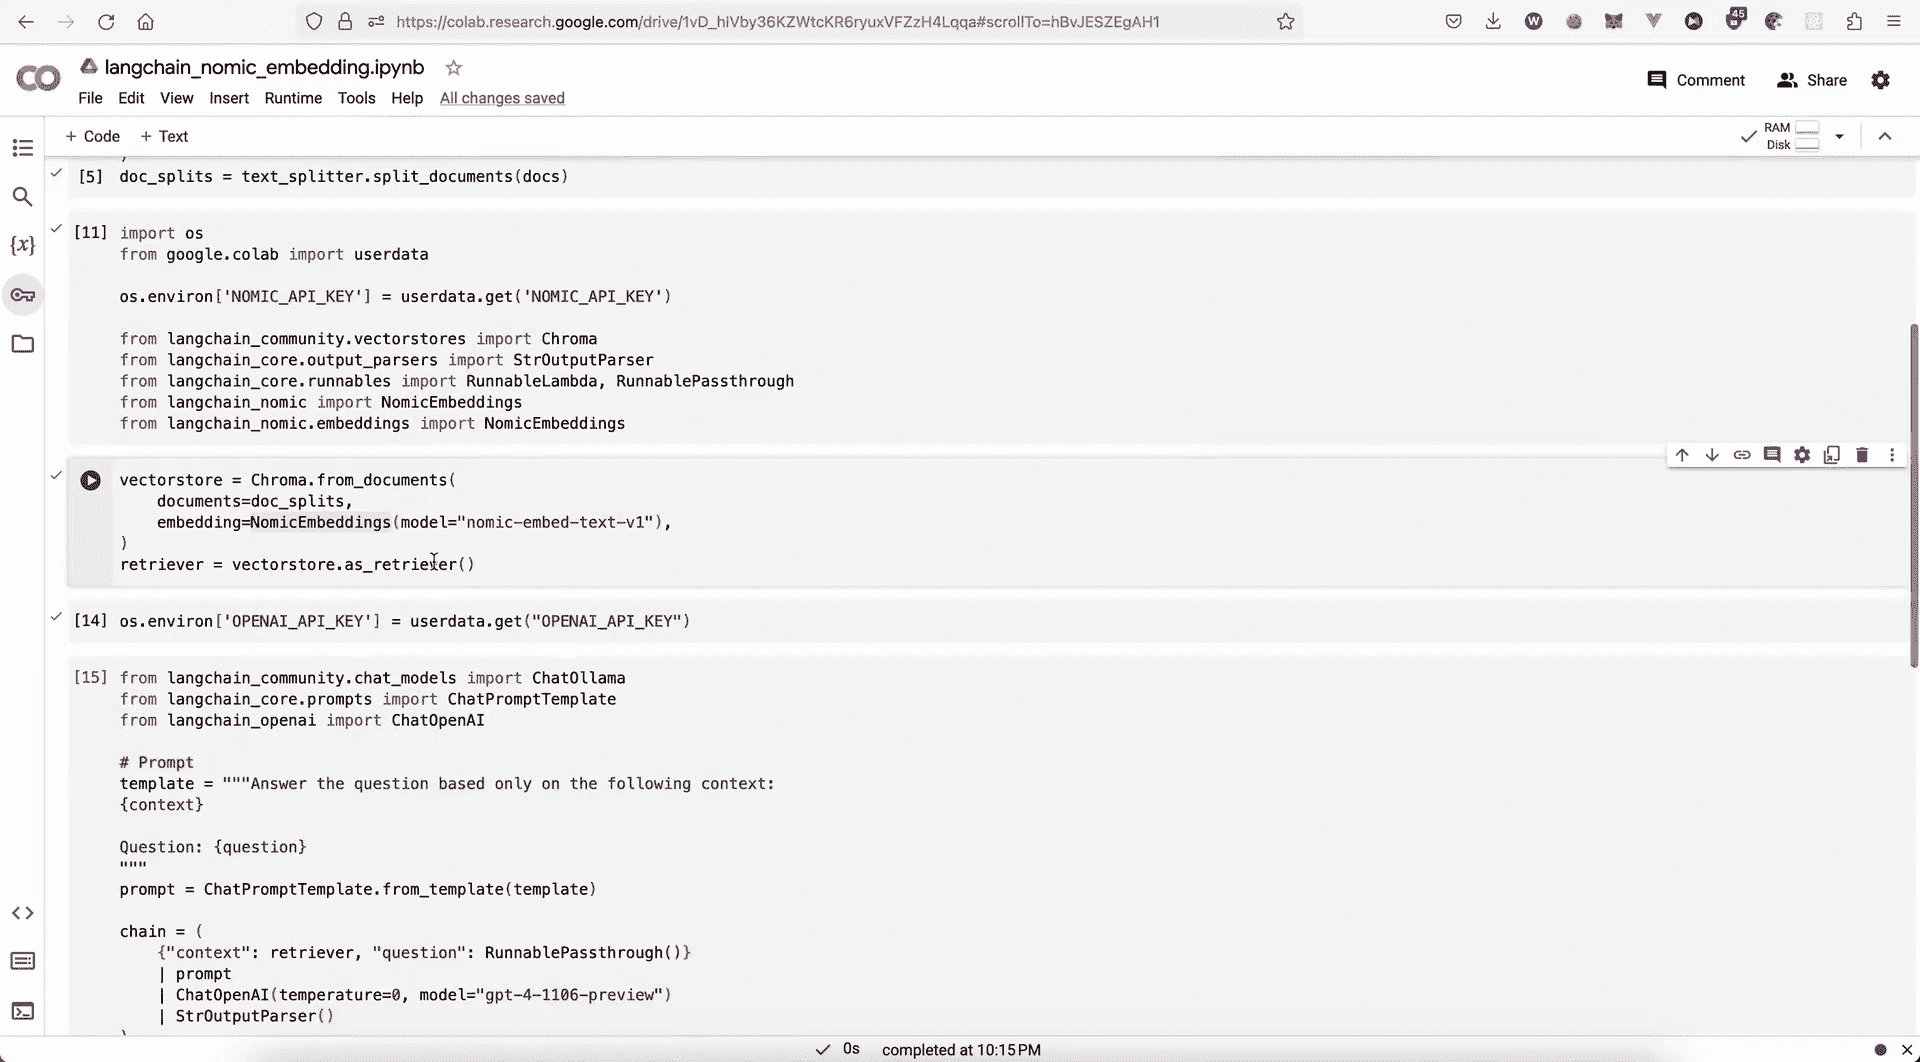 https://colab.research.google.com/drive/1vD_hIVby36KZWtcKR6ryuxVFZzH4Lqqa#scrollTo=hBvJESZEgAH1
45
langchain_nomic_embedding.ipynb
Comment
Share
File Edit View Insert Runtime Tools Help All changes saved
+ Code + Text
RAM
Disk
)
[5] doc_splits = text_splitter.split_documents(docs)
[11] import os
from google.colab import userdata
os.environ['NOMIC_API_KEY'] = userdata.get('NOMIC_API_KEY')
from langchain_community.vectorstores import Chroma
from langchain_core.output_parsers import StrOutputParser
from langchain_core.runnables import RunnableLambda, RunnablePassthrough
from langchain_nomic import NomicEmbeddings
from langchain_nomic.embeddings import NomicEmbeddings
vectorstore = Chroma.from_documents(
    documents=doc_splits,
    embedding=NomicEmbeddings(model="nomic-embed-text-v1"),
)
retriever = vectorstore.as_retriever()
[14] os.environ['OPENAI_API_KEY'] = userdata.get("OPENAI_API_KEY")
[15] from langchain_community.chat_models import ChatOllama
from langchain_core.prompts import ChatPromptTemplate
from langchain_openai import ChatOpenAI
# Prompt
template = """Answer the question based only on the following context:
{context}
Question: {question}
"""
prompt = ChatPromptTemplate.from_template(template)
chain = (
    {"context": retriever, "question": RunnablePassthrough()}
    | prompt
    | ChatOpenAI(temperature=0, model="gpt-4-1106-preview")
    | StrOutputParser()
)
0s completed at 10:15 PM